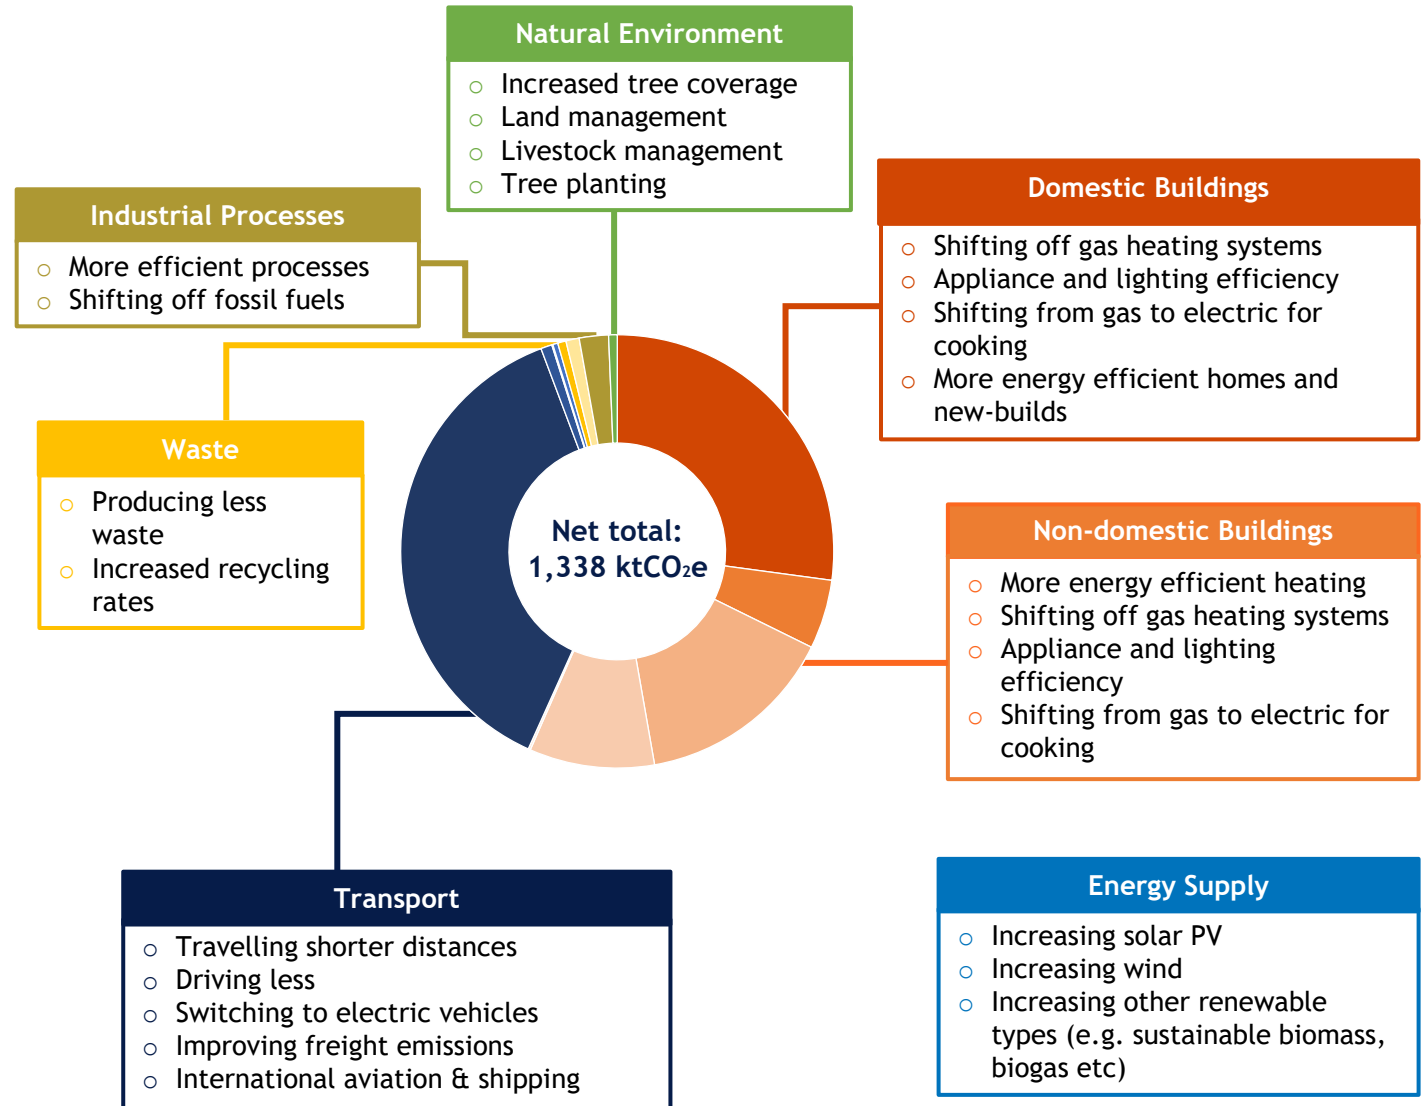 Natural Environment
○ Increased tree coverage
○ Land management
○ Livestock management
○ Tree planting
Industrial Processes
○ More efficient processes
○ Shifting off fossil fuels
Domestic Buildings
○ Shifting off gas heating systems
○ Appliance and lighting efficiency
○ Shifting from gas to electric for
cooking
○ More energy efficient homes and
new-builds
Waste
○ Producing less
waste
○ Increased recycling
rates
Net total:
1,338 ktCO₂e
Non-domestic Buildings
○ More energy efficient heating
○ Shifting off gas heating systems
○ Appliance and lighting
efficiency
○ Shifting from gas to electric for
cooking
Transport
○ Travelling shorter distances
○ Driving less
○ Switching to electric vehicles
○ Improving freight emissions
○ International aviation & shipping
Energy Supply
○ Increasing solar PV
○ Increasing wind
○ Increasing other renewable
types (e.g. sustainable biomass,
biogas etc)